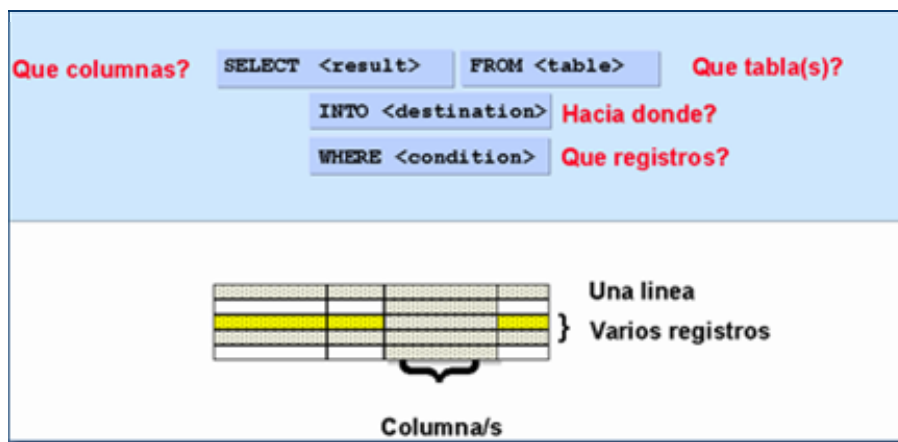 Que columnas? SELECT <result> FROM <table> Que tabla(s)?
INTO <destination> Hacia donde?
WHERE <condition> Que registros?
Una linea
} Varios registros
Columna/s